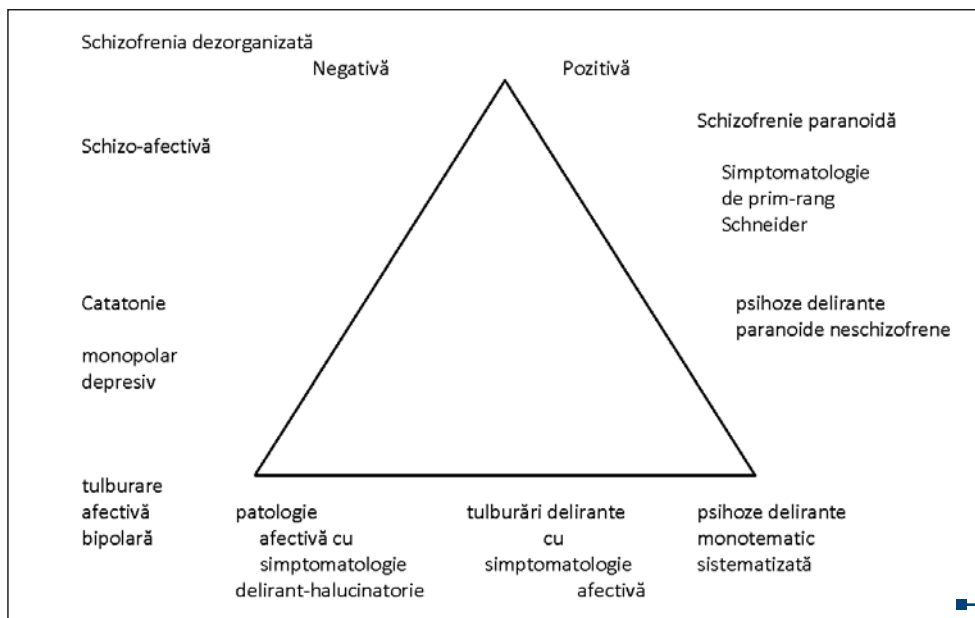 Schizofrenia dezorganizată
Negativă
Pozitivă
Schizofrenie paranoidă
Schizo-afectivă
Simptomatologie
de prim-rang
Schneider
Catatonie
psihoze delirante
paranoide neschizofrene
monopolar
depresiv
tulburare
afectivă
bipolară
patologie
afectivă cu
simptomatologie
delirant-halucinatorie
tulburări delirante
cu
simptomatologie
afectivă
psihoze delirante
monotematic
sistematizată